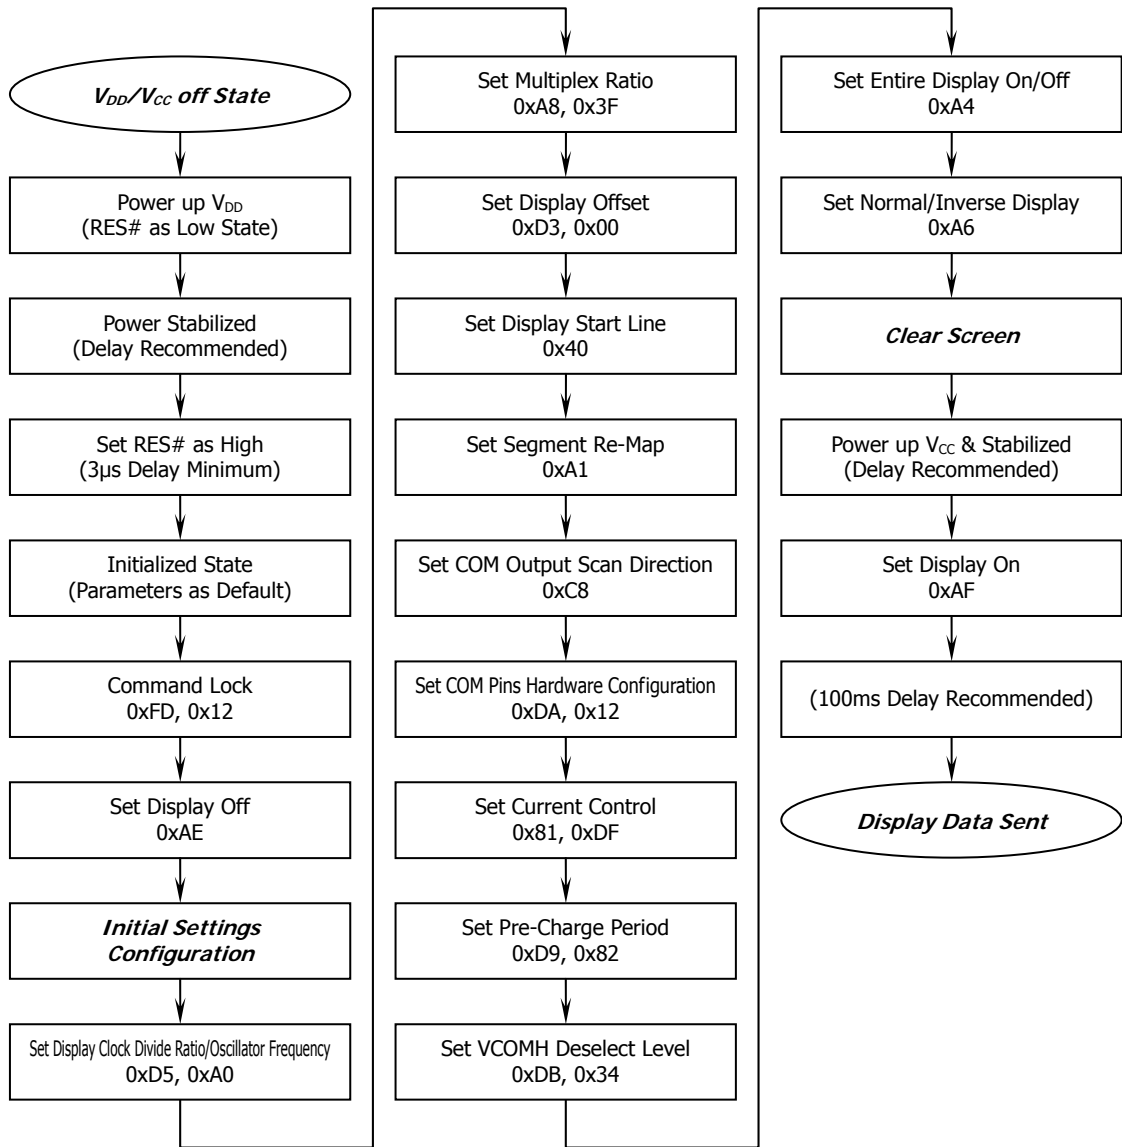 V_DD/V_CC off State
Power up V_DD
(RES# as Low State)
Power Stabilized
(Delay Recommended)
Set RES# as High
(3µs Delay Minimum)
Initialized State
(Parameters as Default)
Command Lock
0xFD, 0x12
Set Display Off
0xAE
Initial Settings
Configuration
Set Display Clock Divide Ratio/Oscillator Frequency
0xD5, 0xA0
Set Multiplex Ratio
0xA8, 0x3F
Set Display Offset
0xD3, 0x00
Set Display Start Line
0x40
Set Segment Re-Map
0xA1
Set COM Output Scan Direction
0xC8
Set COM Pins Hardware Configuration
0xDA, 0x12
Set Current Control
0x81, 0xDF
Set Pre-Charge Period
0xD9, 0x82
Set VCOMH Deselect Level
0xDB, 0x34
Set Entire Display On/Off
0xA4
Set Normal/Inverse Display
0xA6
Clear Screen
Power up V_CC & Stabilized
(Delay Recommended)
Set Display On
0xAF
(100ms Delay Recommended)
Display Data Sent